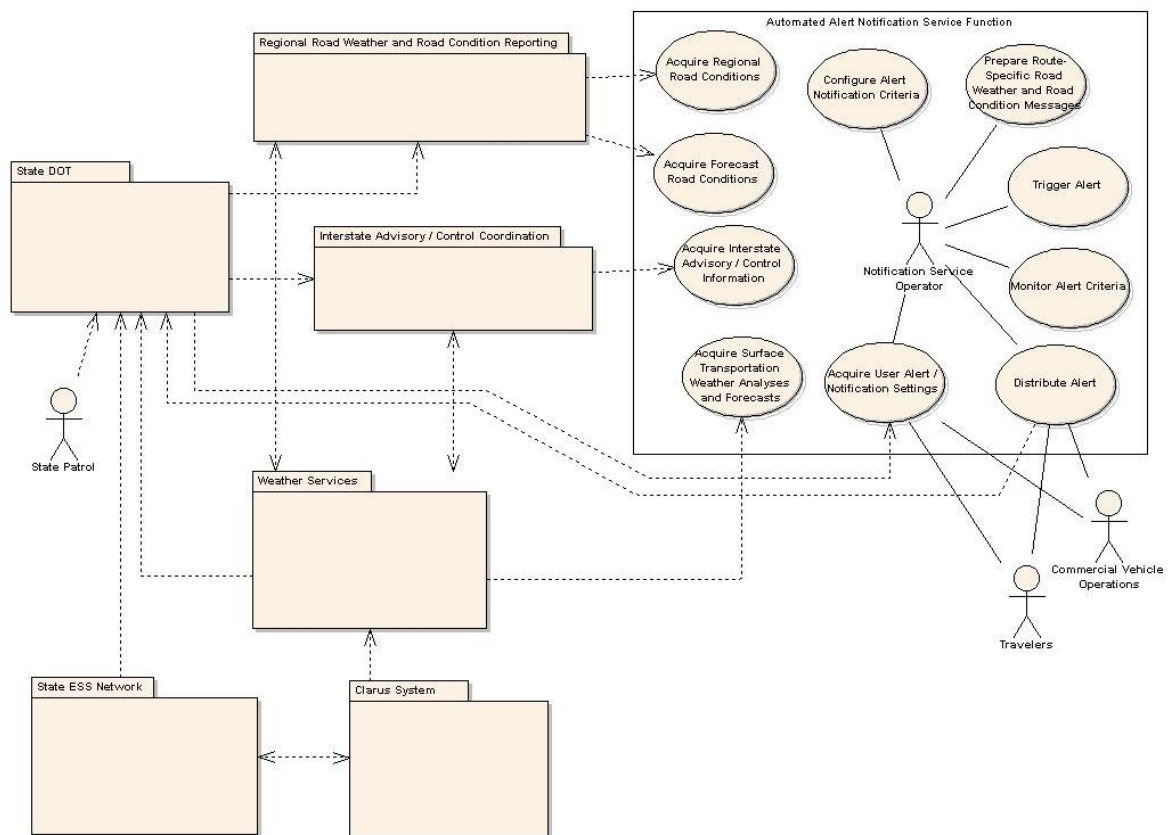 Automated Alert Notification Service Function
Regional Road Weather and Road Condition Reporting
Acquire Regional
Road Conditions
Configure Alert
Notification Criteria
Prepare Route-
Specific Road
Weather and Road
Condition Messages
Acquire Forecast
Road Conditions
State DOT
Trigger Alert
Interstate Advisory / Control Coordination
Acquire Interstate
Advisory / Control
Information
Notification Service
Operator
Monitor Alert Criteria
Acquire Surface
Transportation
Weather Analyses
and Forecasts
Acquire User Alert /
Notification Settings
Distribute Alert
State Patrol
Weather Services
Commercial Vehicle
Operations
Travelers
State ESS Network
Clarus System